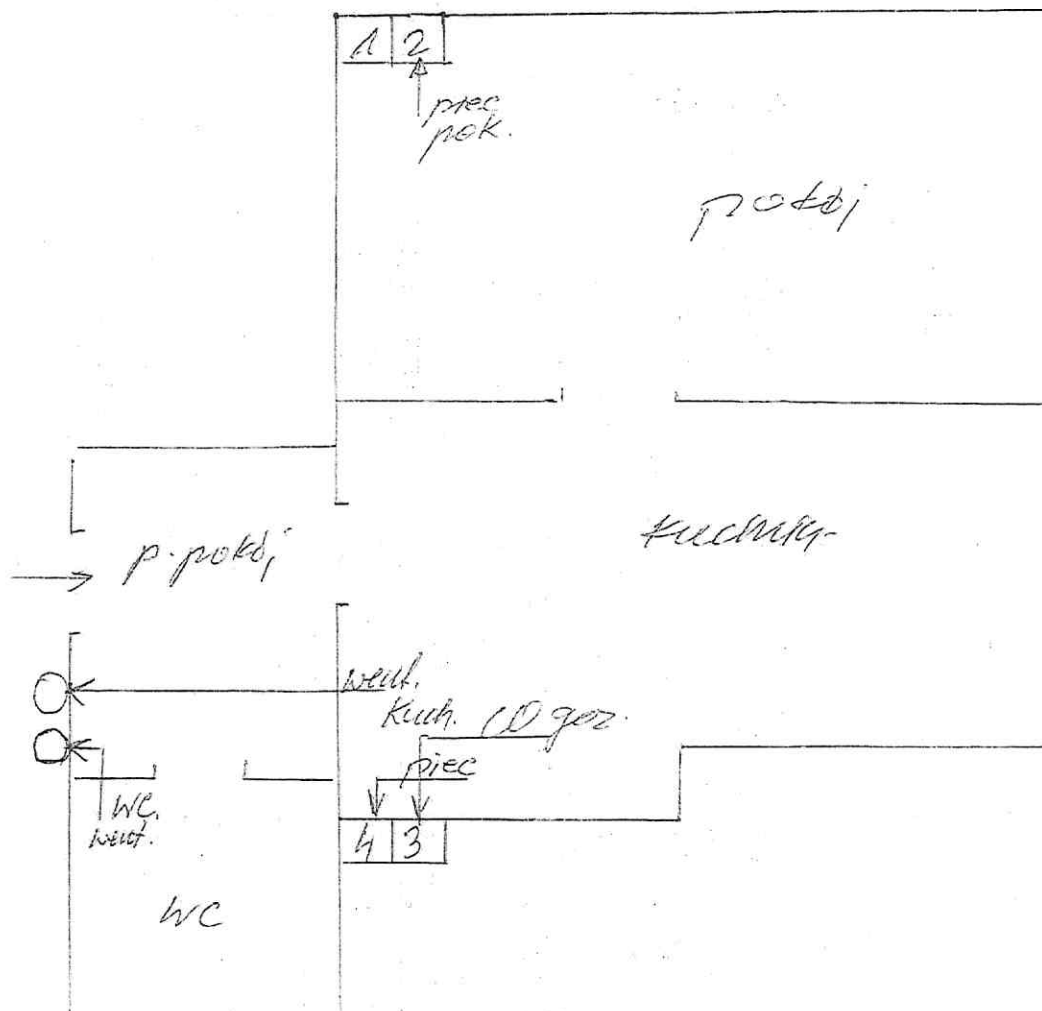 1 2
piec
pok.
pokój
kuchnia
p. pokój
went.
kuch.
CO gaz.
piec
WC.
went.
4 3
WC